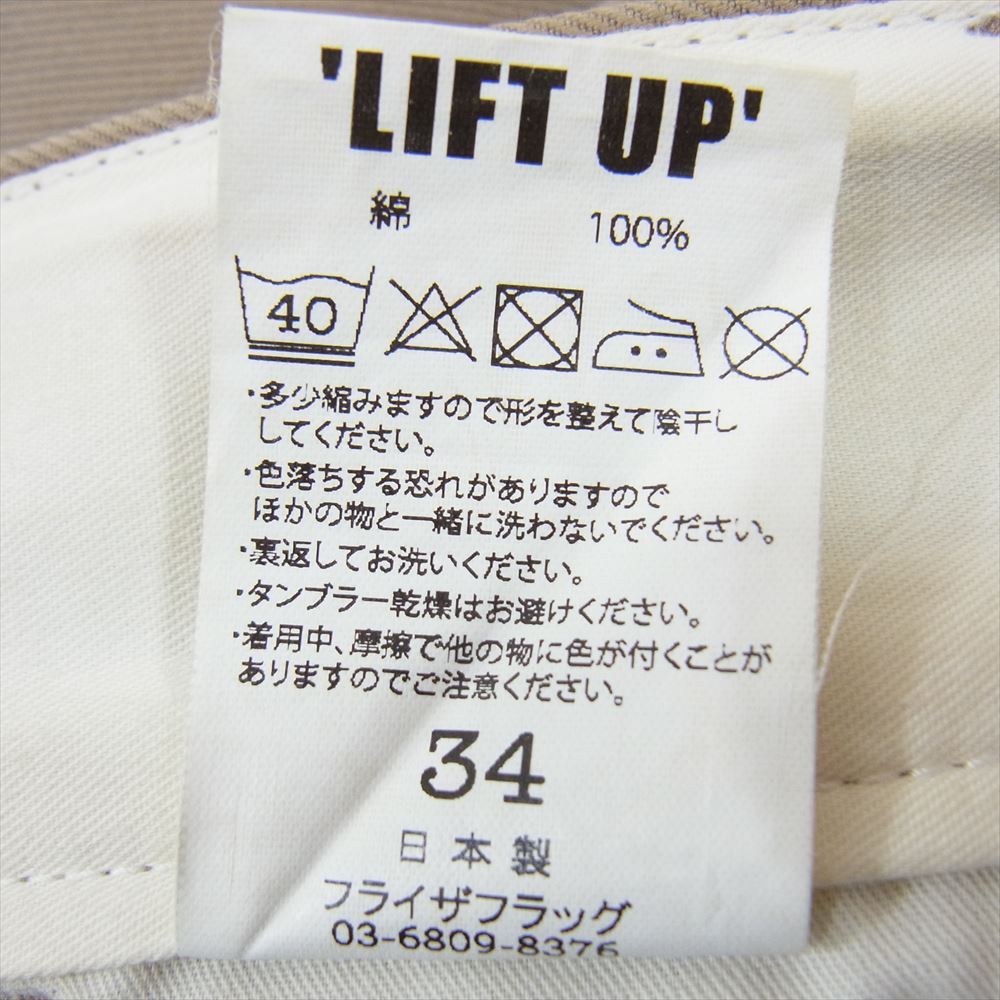 'LIFT UP'
綿 100%
40
・多少縮みますので形を整えて陰干し
してください。
・色落ちする恐れがありますので
ほかの物と一緒に洗わないでください。
・裏返してお洗いください。
・タンブラー乾燥はお避けください。
・着用中、摩擦で他の物に色が付くことが
ありますのでご注意ください。
34
日本製
フライザフラッグ
03-6809-8376